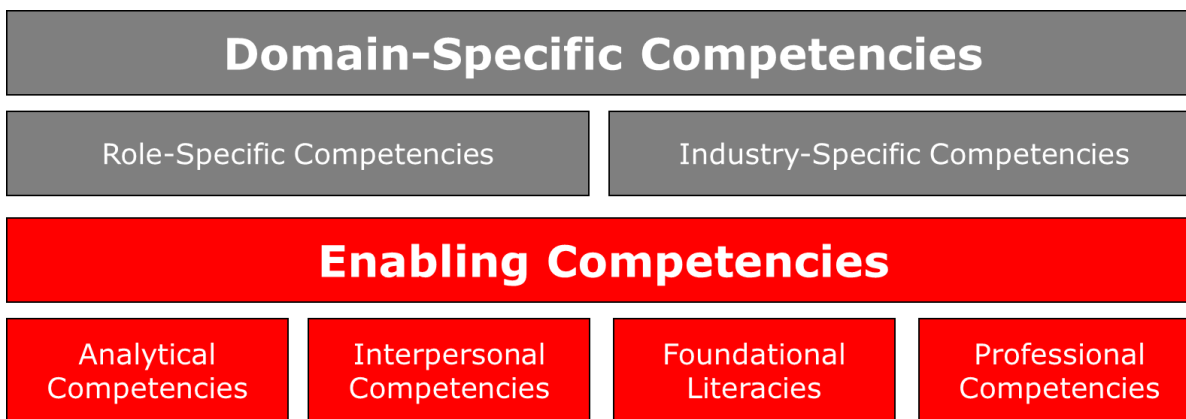 Domain-Specific Competencies
Role-Specific Competencies
Industry-Specific Competencies
Enabling Competencies
Analytical
Competencies
Interpersonal
Competencies
Foundational
Literacies
Professional
Competencies